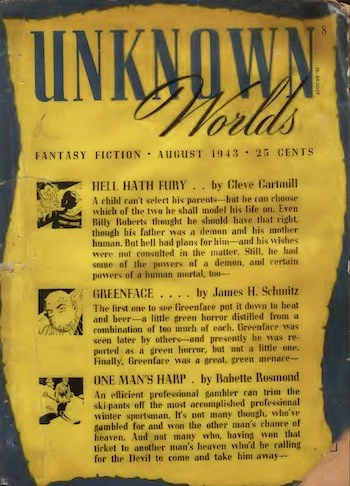 UNKNOWN
Worlds
FANTASY FICTION · AUGUST 1943 · 25 CENTS
HELL HATH FURY . . by Cleve Cartmill
A child can't select his parents—but he can choose
which of the two he shall model his life on. Even
Billy Roberts thought he should have that right,
though his father was a demon and his mother
human. But hell had plans for him—and his wishes
were not consulted in the matter. Still, he had
some of the powers of a demon, and certain
powers of a human mortal, too—
GREENFACE . . . . by James H. Schmitz
The first one to see Greenface put it down to heat
and beer—a little green horror distilled from a
combination of too much of each. Greenface was
seen later by others—and presently he was re-
ported as a green horror, but not a little one.
Finally, Greenface was a great, green menace—
ONE MAN'S HARP . by Babette Rosmond
An efficient professional gambler can trim the
ski-pants off the most accomplished professional
winter sportsman. It's not many though, who've
gambled for and won the other man's chance of
heaven. And not many who, having won that
ticket to another man's heaven who'd be calling
for the Devil to come and take him away—